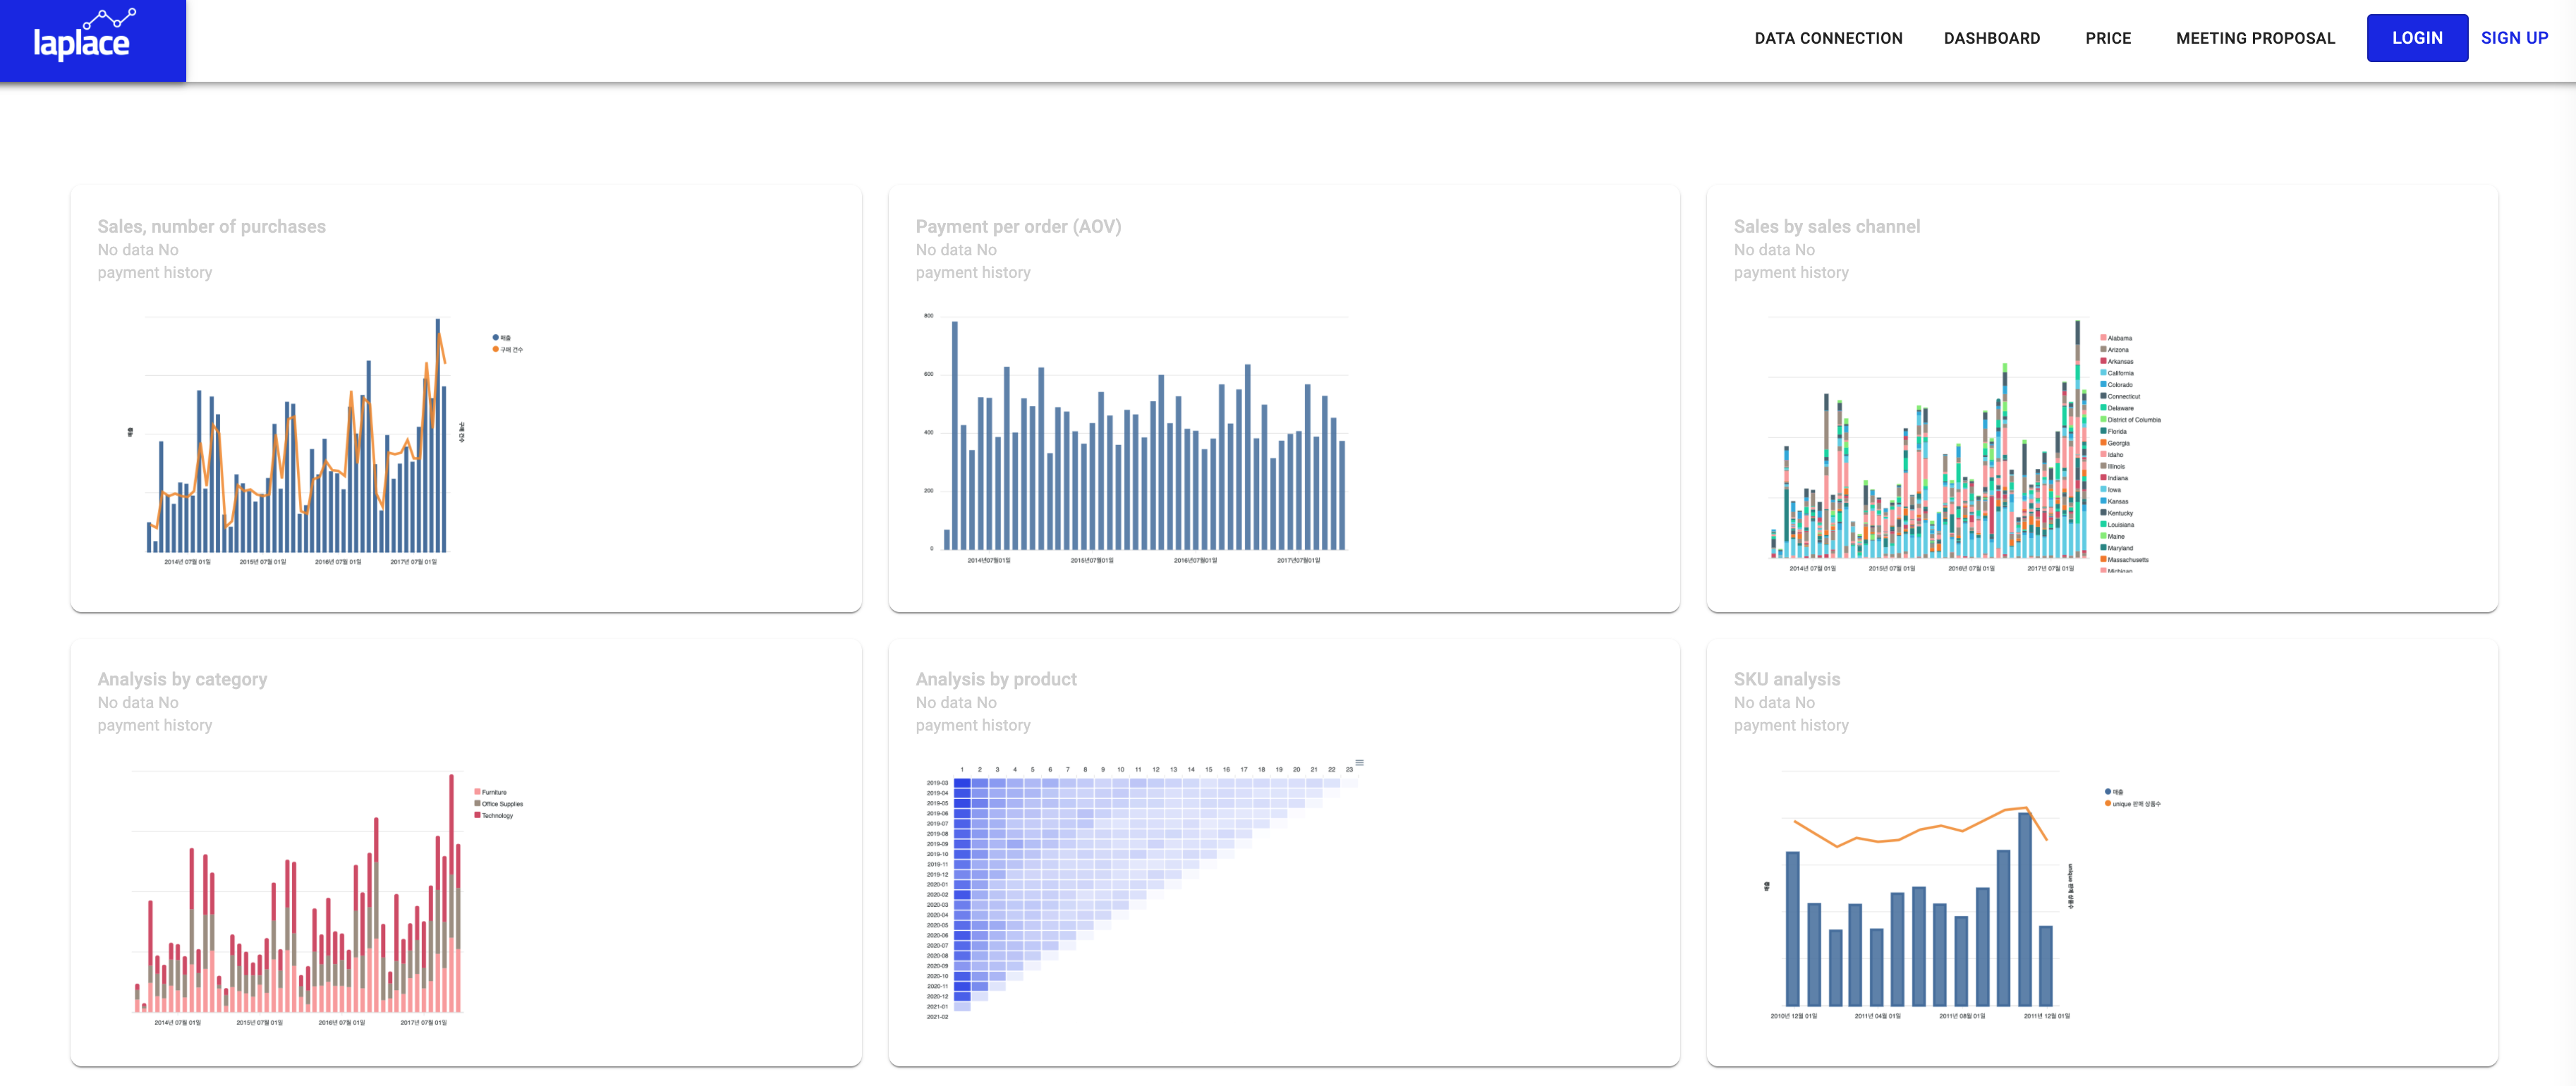 laplace
DATA CONNECTION
DASHBOARD
PRICE
MEETING PROPOSAL
LOGIN
SIGN UP
Sales, number of purchases
No data No
payment history
매출
구매 건수
매출
구매 건수
2014년 07월 01일
2015년 07월 01일
2016년 07월 01일
2017년 07월 01일
Payment per order (AOV)
No data No
payment history
800
600
400
200
0
2014년07월01일
2015년07월01일
2016년07월01일
2017년07월01일
Sales by sales channel
No data No
payment history
Alabama
Arizona
Arkansas
California
Colorado
Connecticut
Delaware
District of Columbia
Florida
Georgia
Idaho
Illinois
Indiana
Iowa
Kansas
Kentucky
Louisiana
Maine
Maryland
Massachusetts
Michigan
2014년 07월 01일
2015년 07월 01일
2016년 07월 01일
2017년 07월 01일
Analysis by category
No data No
payment history
Furniture
Office Supplies
Technology
2014년 07월 01일
2015년 07월 01일
2016년 07월 01일
2017년 07월 01일
Analysis by product
No data No
payment history
1 2 3 4 5 6 7 8 9 10 11 12 13 14 15 16 17 18 19 20 21 22 23
2019-03
2019-04
2019-05
2019-06
2019-07
2019-08
2019-09
2019-10
2019-11
2019-12
2020-01
2020-02
2020-03
2020-04
2020-05
2020-06
2020-07
2020-08
2020-09
2020-10
2020-11
2020-12
2021-01
2021-02
SKU analysis
No data No
payment history
매출
unique 판매 상품수
매출
unique 판매 상품수
2010년 12월 01일
2011년 04월 01일
2011년 08월 01일
2011년 12월 01일